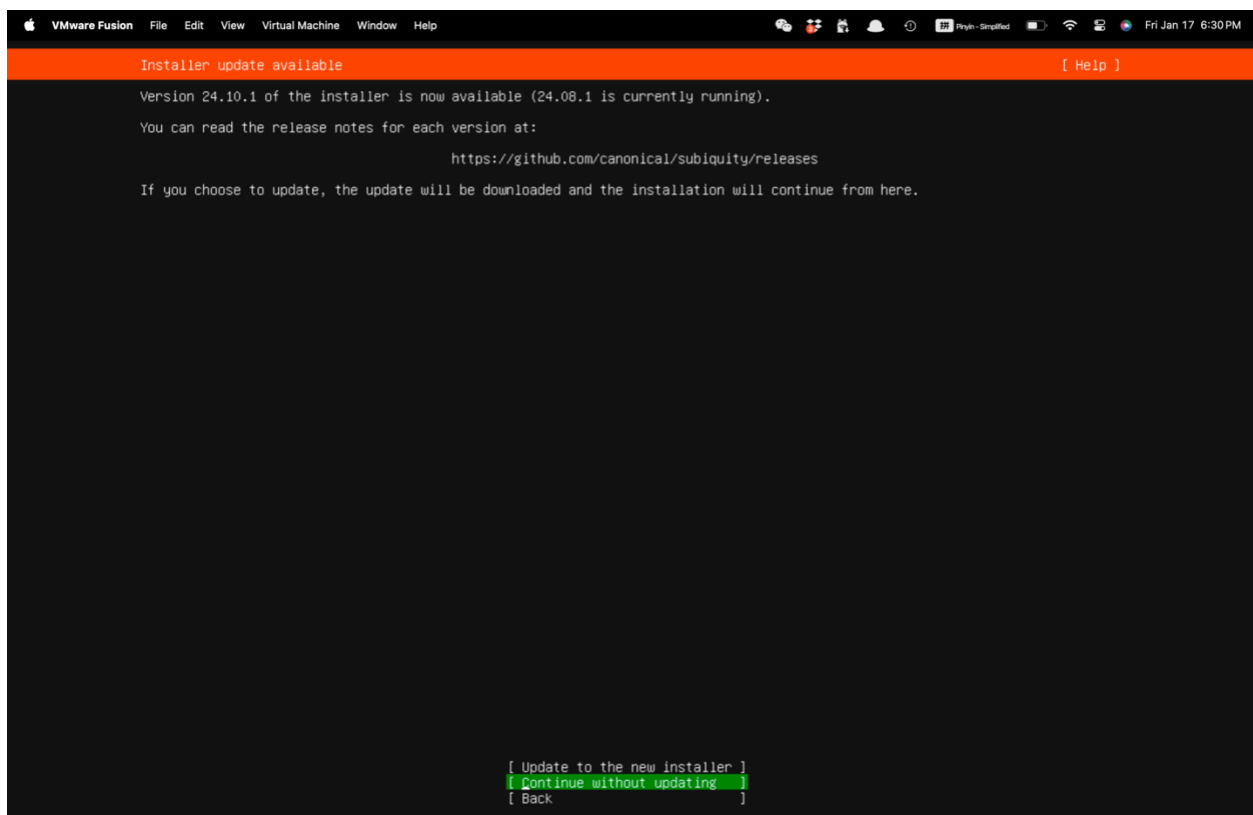 VMware Fusion File Edit View Virtual Machine Window Help 拼 Pinyin - Simplified Fri Jan 17 6:30 PM
Installer update available [ Help ]
Version 24.10.1 of the installer is now available (24.08.1 is currently running).
You can read the release notes for each version at:
https://github.com/canonical/subiquity/releases
If you choose to update, the update will be downloaded and the installation will continue from here.
[ Update to the new installer ]
[ Continue without updating ]
[ Back ]